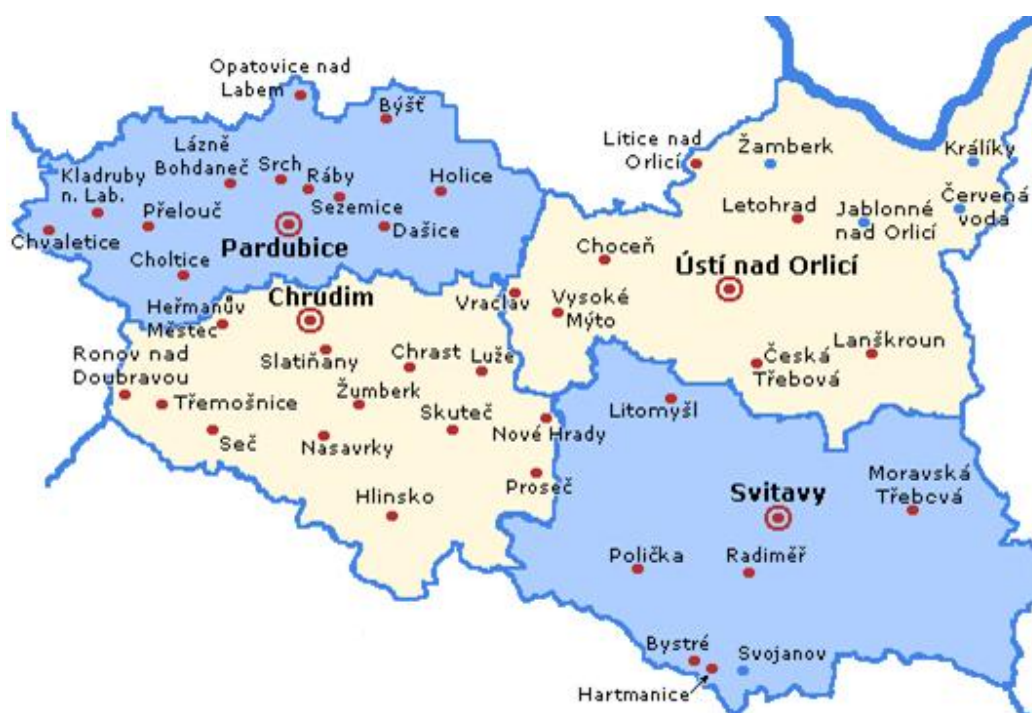 Opatovice nad
Labem
Býšť
Lázně
Bohdaneč
Srch
Ráby
Holice
Kladruby
n. Lab.
Přelouč
Sezemice
Dašice
Chvaletice
Pardubice
Choltice
Litice nad
Orlicí
Žamberk
Králíky
Letohrad
Jablonné
nad Orlicí
Červená
voda
Choceň
Ústí nad Orlicí
Vraclav
Vysoké
Mýto
Česká
Třebová
Lanškroun
Heřmanův
Městec
Chrudim
Slatiňany
Chrast
Luže
Ronov nad
Doubravou
Třemošnice
Žumberk
Skuteč
Nové Hrady
Seč
Nasavrky
Proseč
Hlinsko
Litomyšl
Svitavy
Moravská
Třebová
Polička
Radiměř
Bystré
Svojanov
Hartmanice